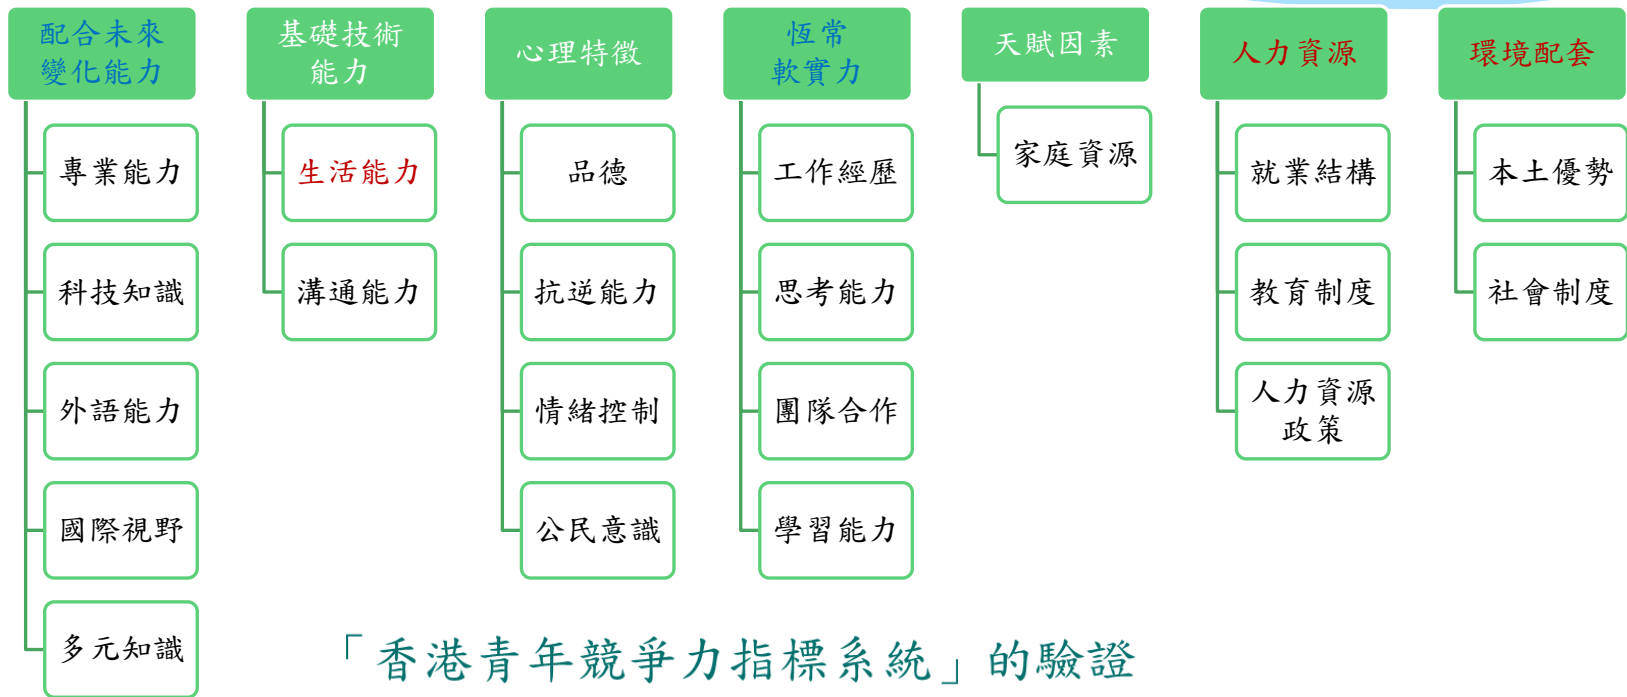 配合未來
變化能力
專業能力
科技知識
外語能力
國際視野
多元知識
基礎技術
能力
生活能力
溝通能力
心理特徵
品德
抗逆能力
情緒控制
公民意識
恆常
軟實力
工作經歷
思考能力
團隊合作
學習能力
天賦因素
家庭資源
人力資源
就業結構
教育制度
人力資源
政策
環境配套
本土優勢
社會制度
「香港青年競爭力指標系統」的驗證